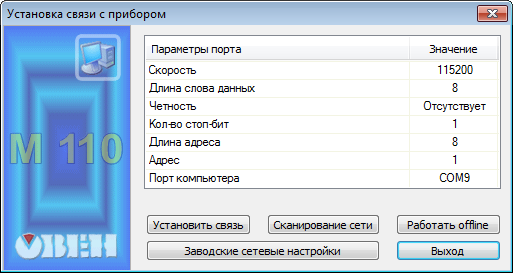 Установка связи с прибором
М 110
ОВЕН
Параметры порта Значение
Скорость 115200
Длина слова данных 8
Четность Отсутствует
Кол-во стоп-бит 1
Длина адреса 8
Адрес 1
Порт компьютера COM9
Установить связь Сканирование сети Работать offline
Заводские сетевые настройки Выход